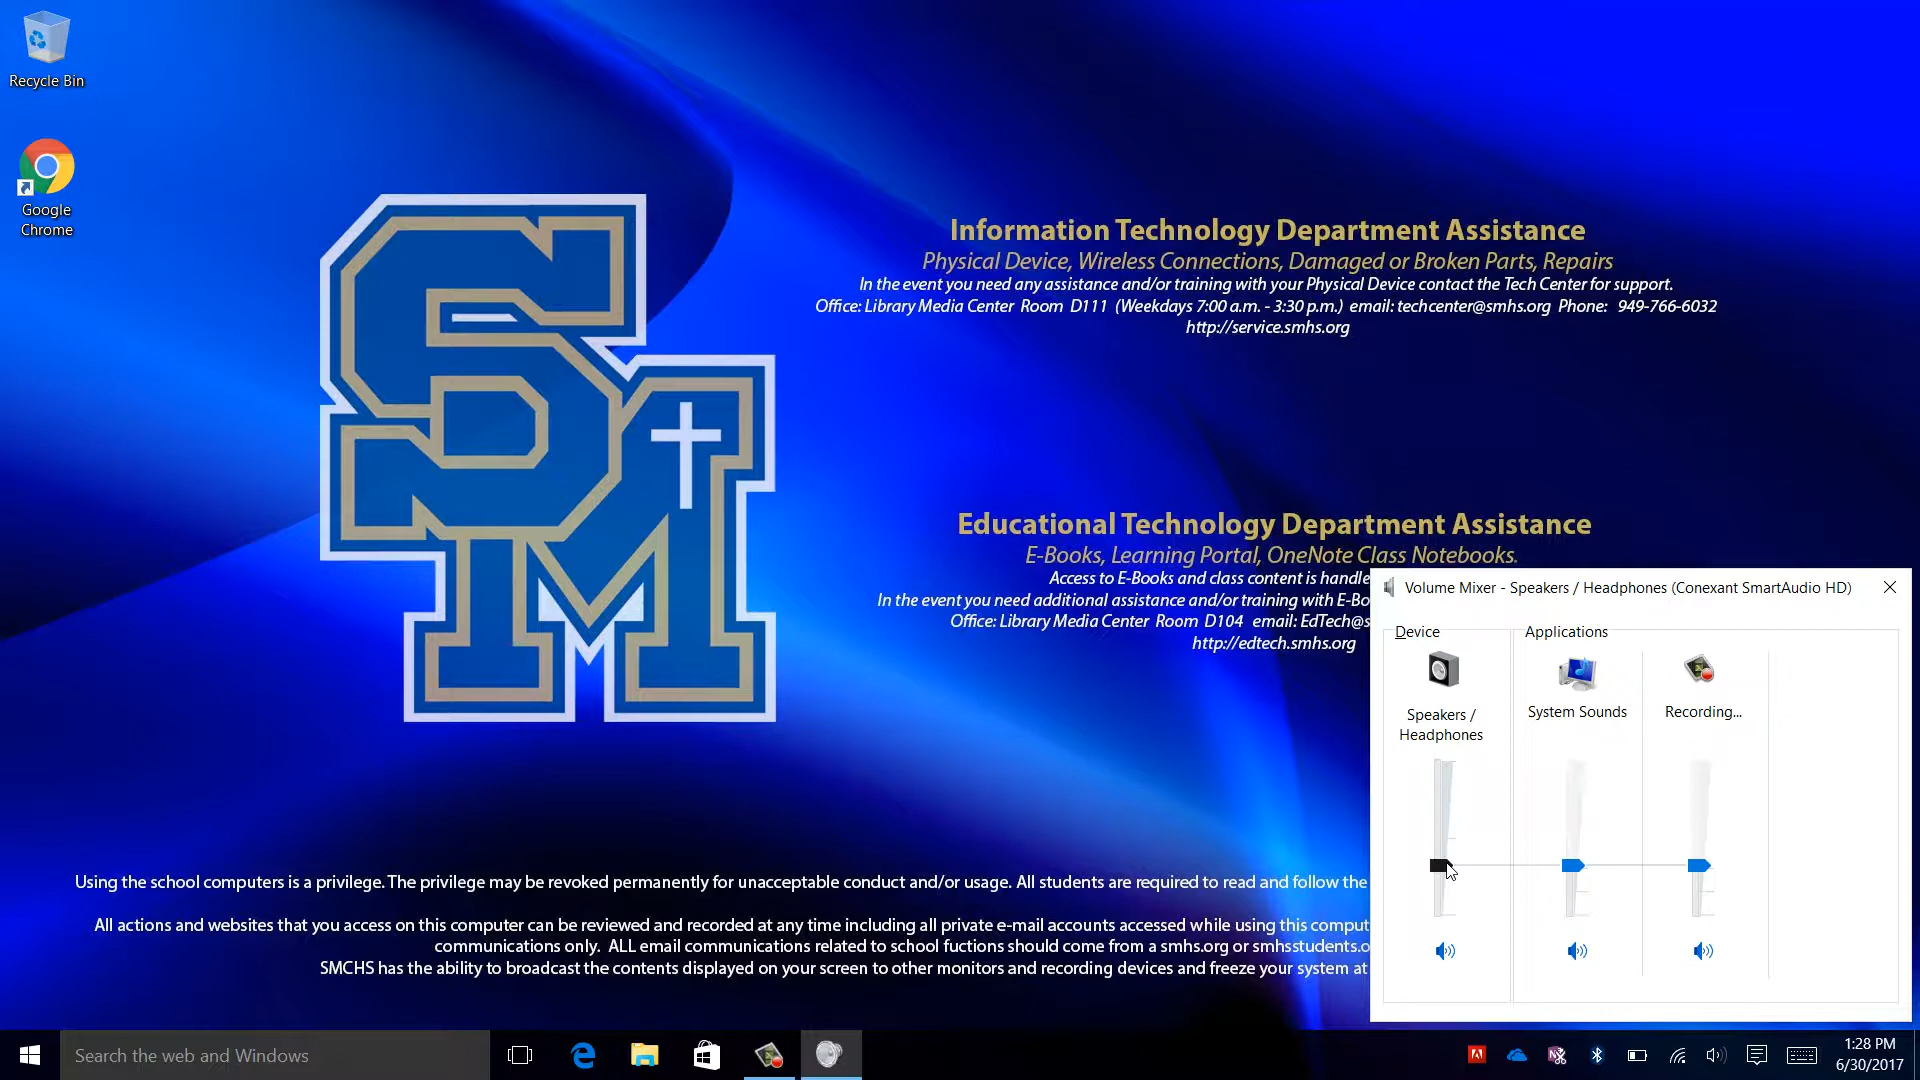 Recycle Bin
Google
Chrome
SM
Information Technology Department Assistance
Physical Device, Wireless Connections, Damaged or Broken Parts, Repairs
In the event you need any assistance and/or training with your Physical Device contact the Tech Center for support.
Office: Library Media Center Room D111 (Weekdays 7:00 a.m. - 3:30 p.m.) email: techcenter@smhs.org Phone: 949-766-6032
http://service.smhs.org
Educational Technology Department Assistance
E-Books, Learning Portal, OneNote Class Notebooks.
Access to E-Books and class content is handle
In the event you need additional assistance and/or training with E-Bo
Office: Library Media Center Room D104 email: EdTech@s
http://edtech.smhs.org
Volume Mixer - Speakers / Headphones (Conexant SmartAudio HD)
Device
Applications
Speakers /
Headphones
System Sounds
Recording...
Using the school computers is a privilege. The privilege may be revoked permanently for unacceptable conduct and/or usage. All students are required to read and follow the
All actions and websites that you access on this computer can be reviewed and recorded at any time including all private e-mail accounts accessed while using this comput
communications only. ALL email communications related to school fuctions should come from a smhs.org or smhsstudents.o
SMCHS has the ability to broadcast the contents displayed on your screen to other monitors and recording devices and freeze your system at
Search the web and Windows
1:28 PM
6/30/2017